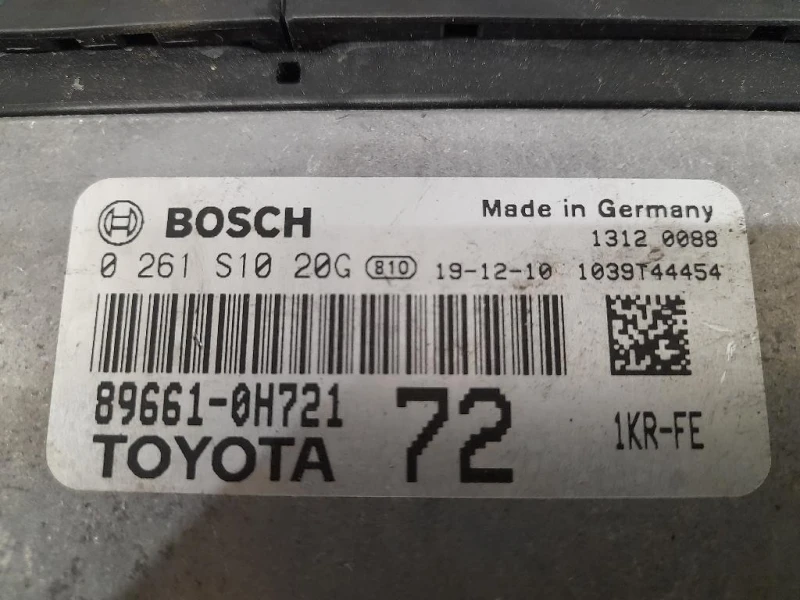 BOSCH Made in Germany
1312 0088
0 261 S10 20G 810 19-12-10 1039T44454
89661-0H721 72 1KR-FE
TOYOTA